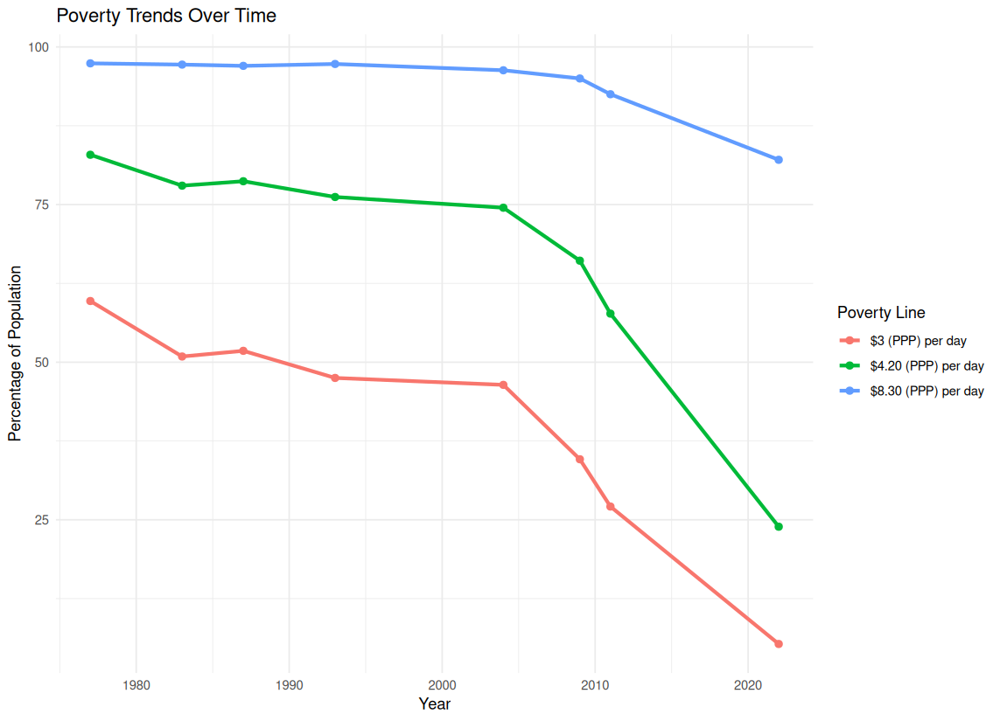 Poverty Trends Over Time
100
75
50
25
Percentage of Population
1980
1990
2000
2010
2020
Year
Poverty Line
$3 (PPP) per day
$4.20 (PPP) per day
$8.30 (PPP) per day